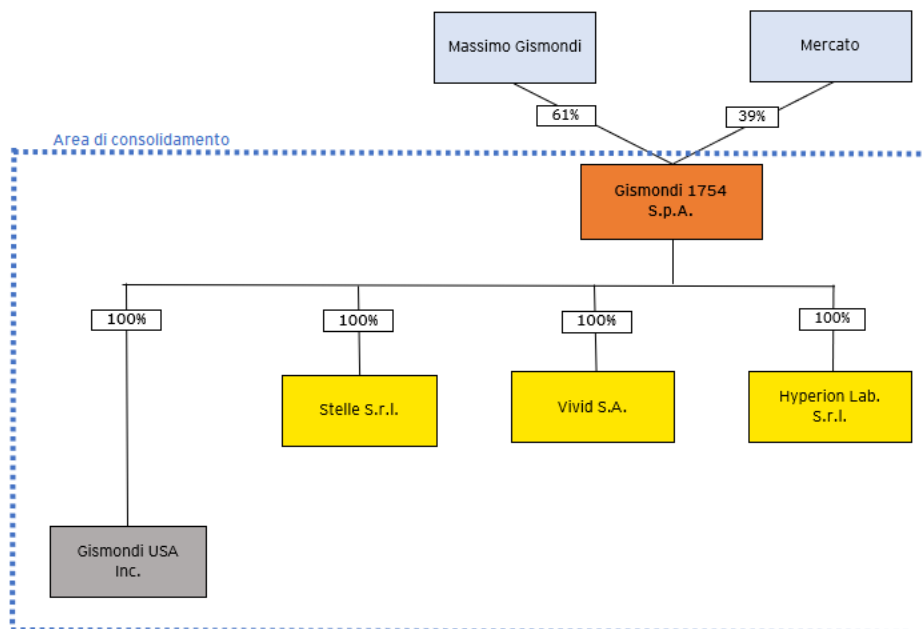 Massimo Gismondi
Mercato
61%
39%
Area di consolidamento
Gismondi 1754
S.p.A.
100%
100%
100%
100%
Stelle S.r.l.
Vivid S.A.
Hyperion Lab.
S.r.l.
Gismondi USA
Inc.